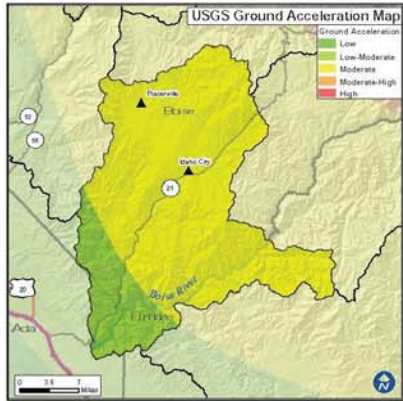 USGS Ground Acceleration Map
Ground Acceleration
Low
Low-Moderate
Moderate
Moderate-High
High
Placerville
Boise
52
55
Idaho City
21
Boise River
20
Elmore
Ada
0 3.5 7
Miles
N